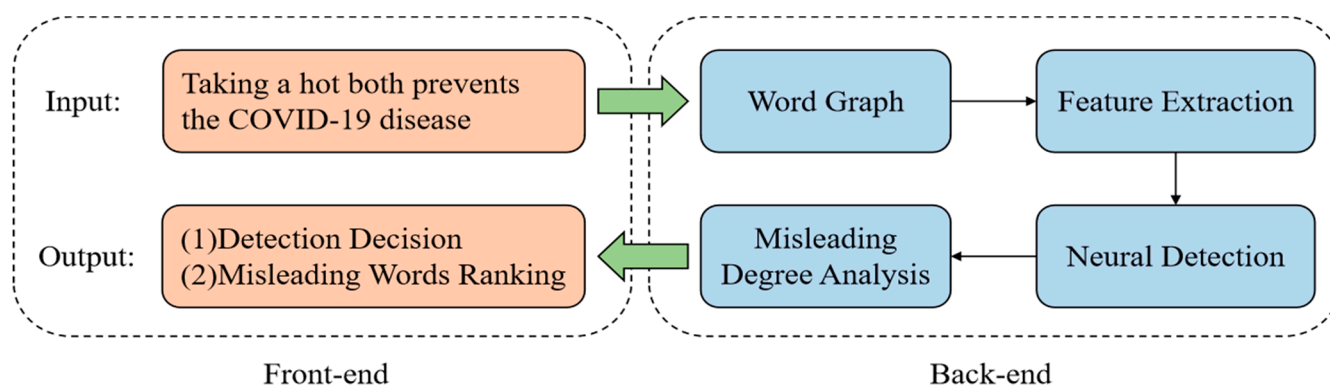 Input:
Taking a hot both prevents
the COVID-19 disease
Word Graph
Feature Extraction
Output:
(1)Detection Decision
(2)Misleading Words Ranking
Misleading
Degree Analysis
Neural Detection
Front-end
Back-end